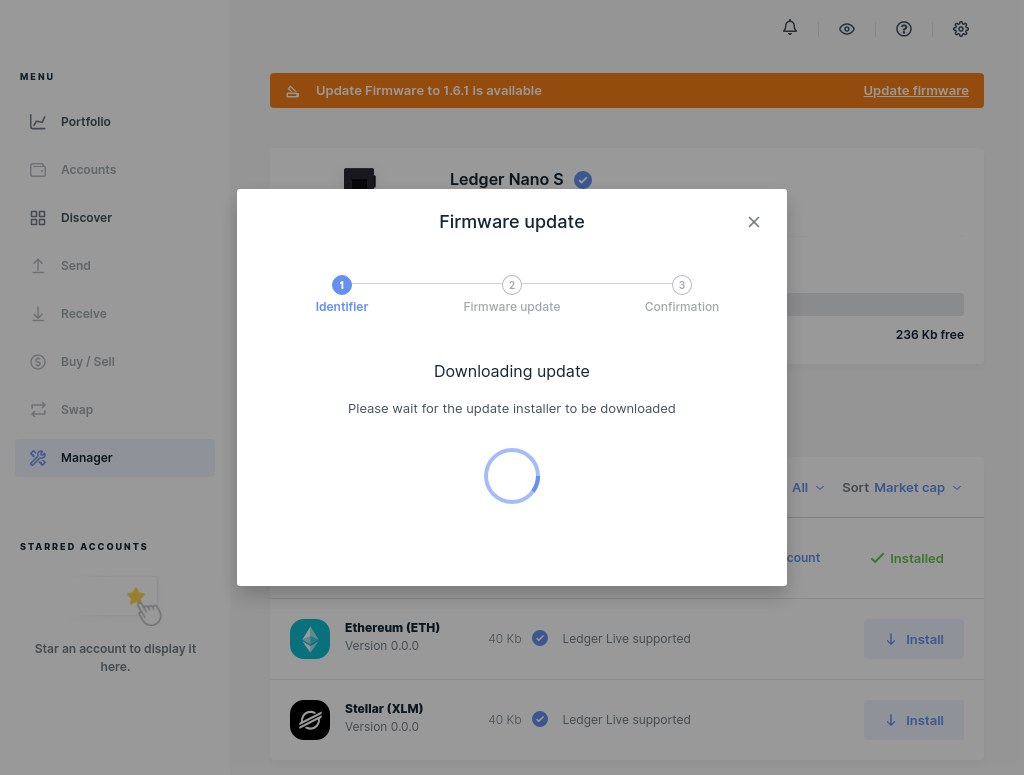 MENU
Portfolio
Accounts
Discover
Send
Receive
Buy / Sell
Swap
Manager
STARRED ACCOUNTS
Star an account to display it
here.
Update Firmware to 1.6.1 is available
Update firmware
Ledger Nano S
236 Kb free
Firmware update
1
2
3
Identifier
Firmware update
Confirmation
Downloading update
Please wait for the update installer to be downloaded
All
Sort Market cap
count
Installed
Ethereum (ETH)
Version 0.0.0
40 Kb
Ledger Live supported
Install
Stellar (XLM)
Version 0.0.0
40 Kb
Ledger Live supported
Install